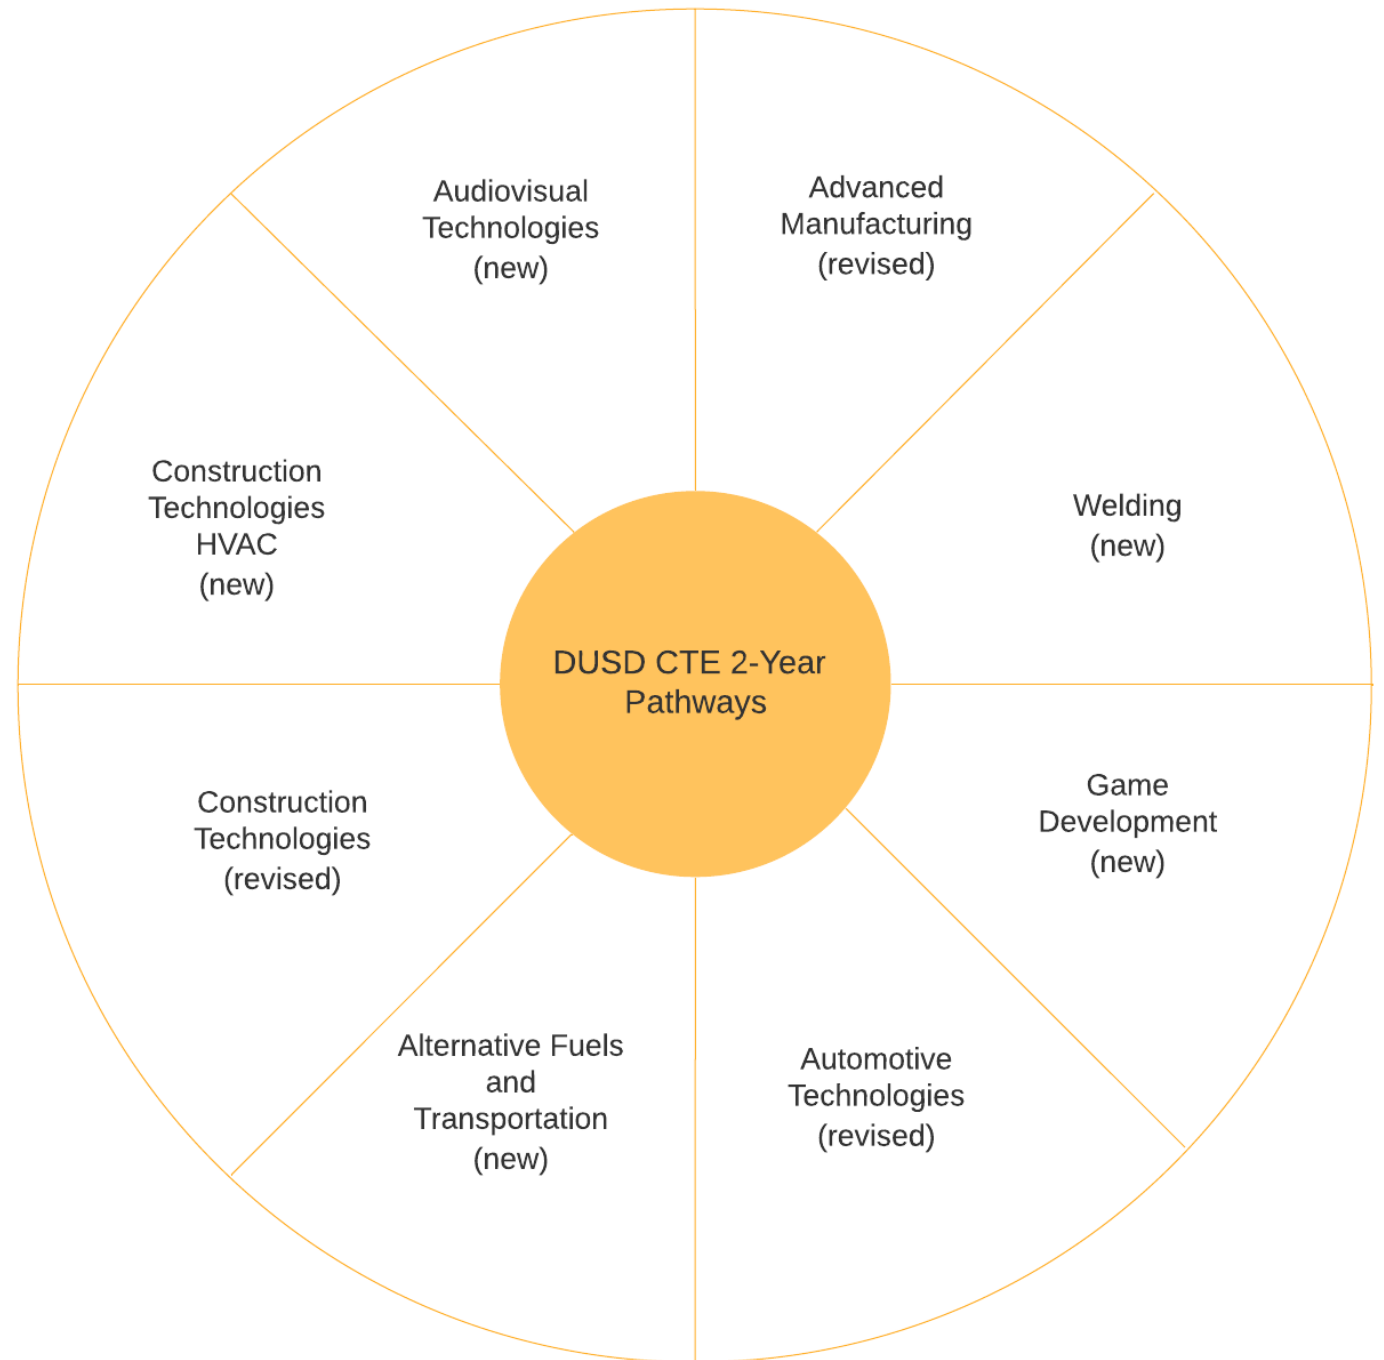 Audiovisual
Technologies
(new)
Advanced
Manufacturing
(revised)
Construction
Technologies
HVAC
(new)
Welding
(new)
DUSD CTE 2-Year
Pathways
Construction
Technologies
(revised)
Game
Development
(new)
Alternative Fuels
and
Transportation
(new)
Automotive
Technologies
(revised)